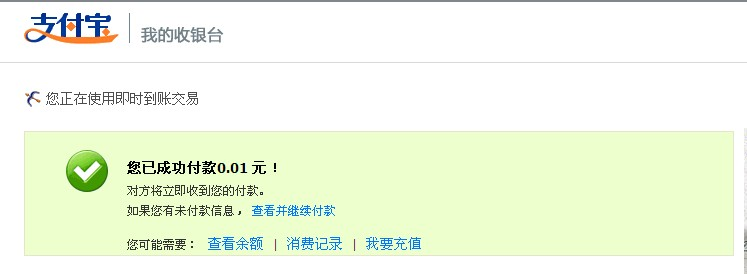 支付宝 | 我的收银台
您正在使用即时到账交易
您已成功付款0.01 元！
对方将立即收到您的付款。
如果您有未付款信息，查看并继续付款
您可能需要：查看余额 | 消费记录 | 我要充值